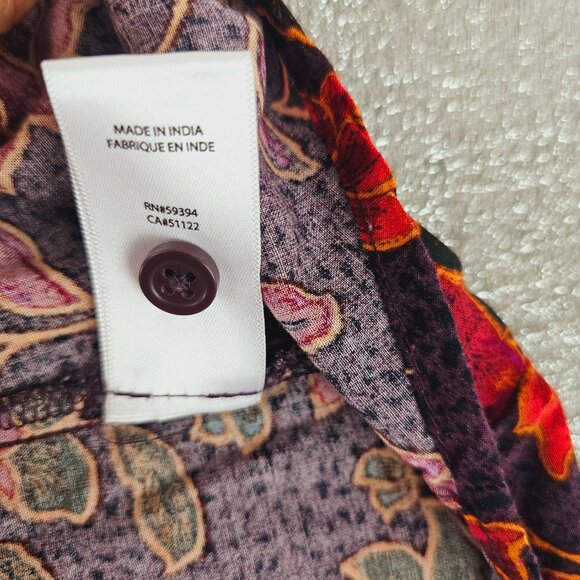 MADE IN INDIA
FABRIQUE EN INDE
RN#59394
CA#51122